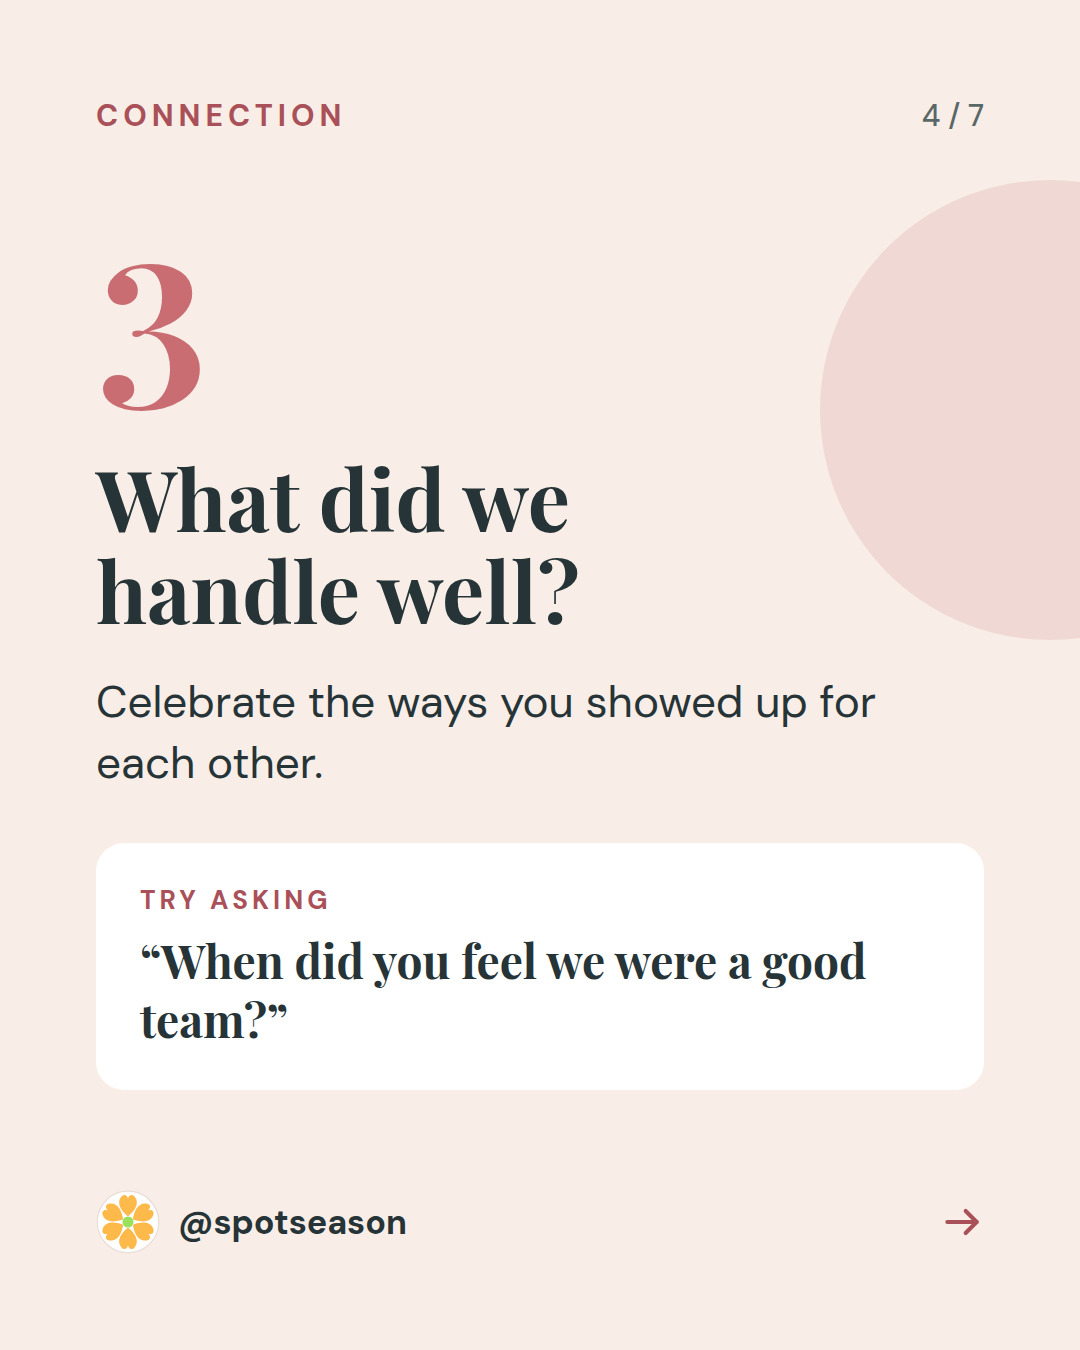 CONNECTION
4 / 7
3
What did we
handle well?
Celebrate the ways you showed up for
each other.
TRY ASKING
“When did you feel we were a good
team?”
@spotseason